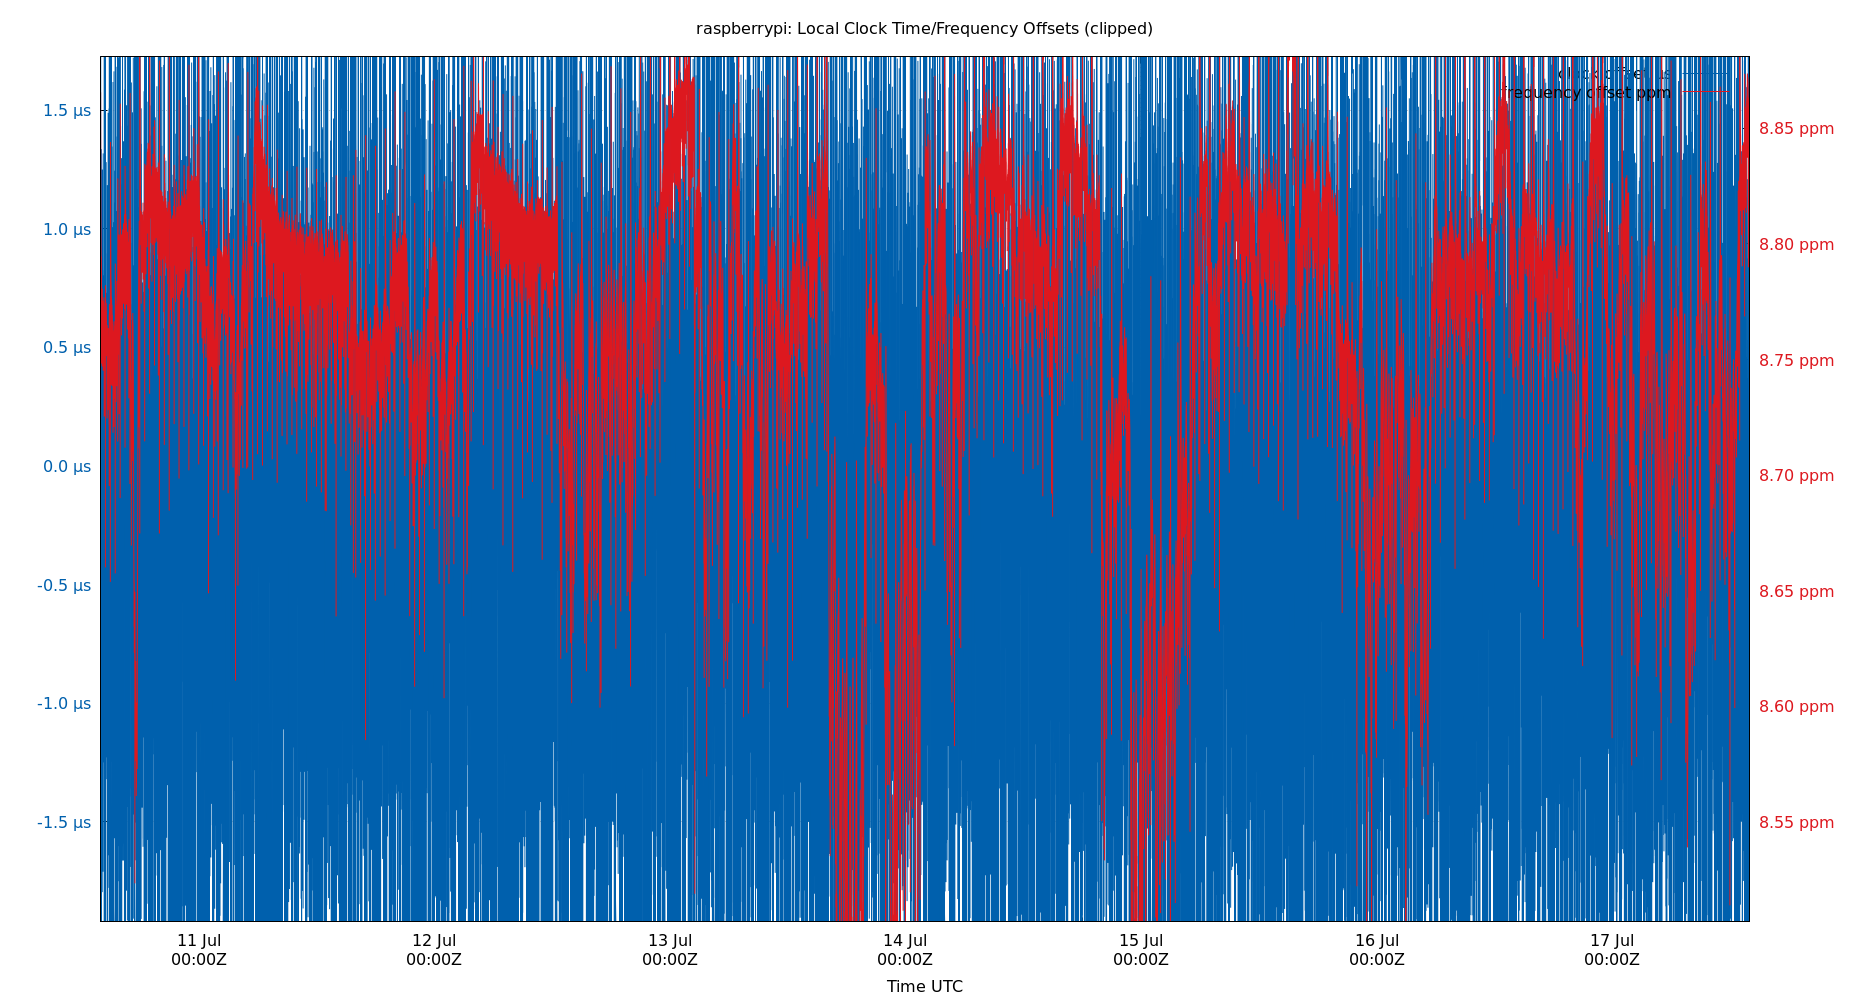 raspberrypi: Local Clock Time/Frequency Offsets (clipped)
clock offset µs
frequency offset ppm
1.5 µs
1.0 µs
0.5 µs
0.0 µs
-0.5 µs
-1.0 µs
-1.5 µs
8.85 ppm
8.80 ppm
8.75 ppm
8.70 ppm
8.65 ppm
8.60 ppm
8.55 ppm
11 Jul 12 Jul 13 Jul 14 Jul 15 Jul 16 Jul 17 Jul
00:00Z 00:00Z 00:00Z 00:00Z 00:00Z 00:00Z 00:00Z
Time UTC